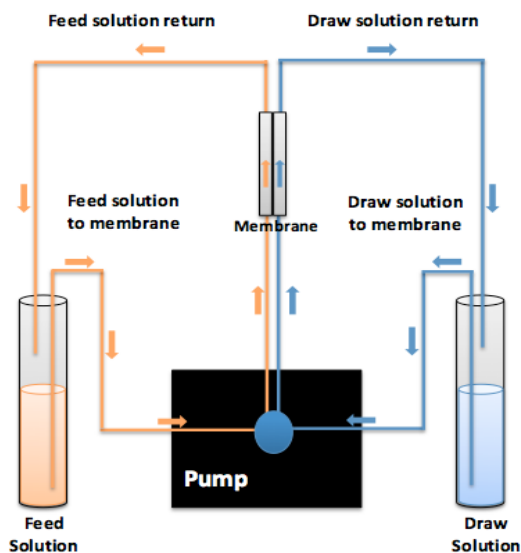 Feed solution return
Draw solution return
Feed solution
to membrane
Draw solution
to membrane
Membrane
Pump
Feed
Solution
Draw
Solution